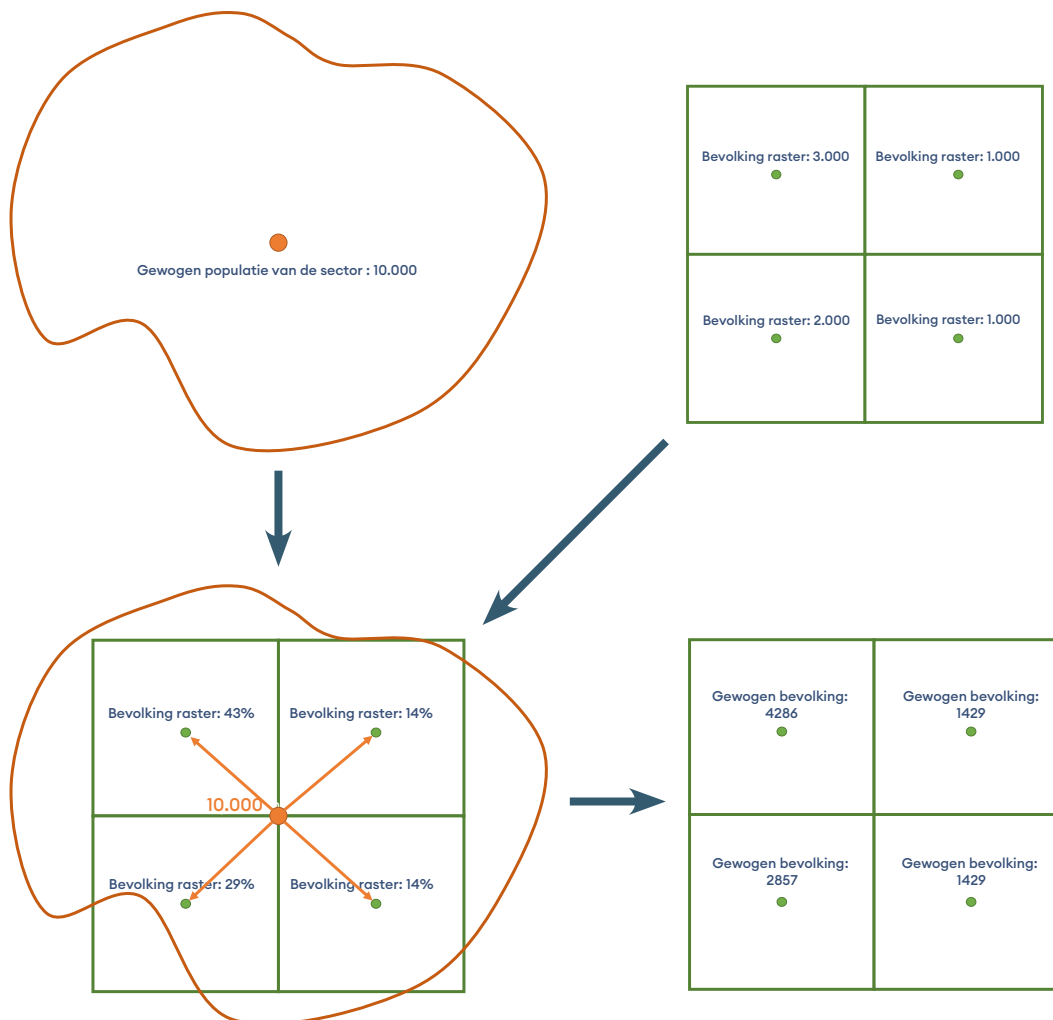 Gewogen populatie van de sector : 10.000
Bevolking raster: 3.000
Bevolking raster: 1.000
Bevolking raster: 2.000
Bevolking raster: 1.000
Bevolking raster: 43%
Bevolking raster: 14%
10.000
Bevolking raster: 29%
Bevolking raster: 14%
Gewogen bevolking:
4286
Gewogen bevolking:
1429
Gewogen bevolking:
2857
Gewogen bevolking:
1429